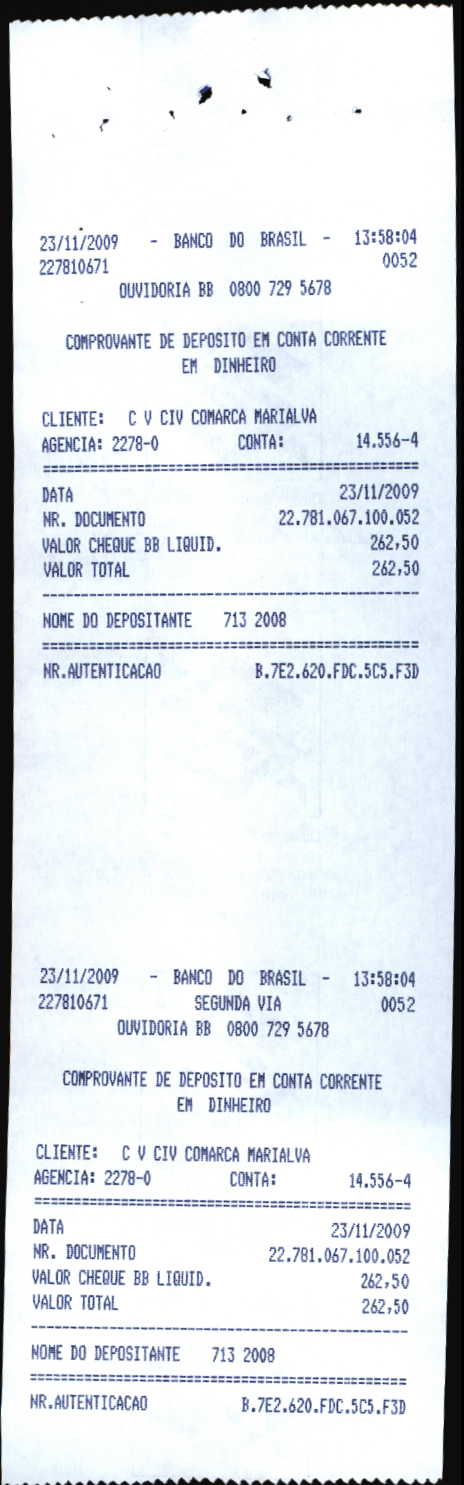 23/11/2009 - BANCO DO BRASIL - 13:58:04
227810671 0052
OUVIDORIA BB 0800 729 5678
COMPROVANTE DE DEPOSITO EM CONTA CORRENTE
EM DINHEIRO
CLIENTE: C V CIV COMARCA MARIALVA
AGENCIA: 2278-0 CONTA: 14.556-4
================================================
DATA 23/11/2009
NR. DOCUMENTO 22.781.067.100.052
VALOR CHEQUE BB LIQUID. 262,50
VALOR TOTAL 262,50
------------------------------------------------
NOME DO DEPOSITANTE 713 2008
================================================
NR.AUTENTICACAO B.7E2.620.FDC.5C5.F3D
23/11/2009 - BANCO DO BRASIL - 13:58:04
227810671 SEGUNDA VIA 0052
OUVIDORIA BB 0800 729 5678
COMPROVANTE DE DEPOSITO EM CONTA CORRENTE
EM DINHEIRO
CLIENTE: C V CIV COMARCA MARIALVA
AGENCIA: 2278-0 CONTA: 14.556-4
================================================
DATA 23/11/2009
NR. DOCUMENTO 22.781.067.100.052
VALOR CHEQUE BB LIQUID. 262,50
VALOR TOTAL 262,50
------------------------------------------------
NOME DO DEPOSITANTE 713 2008
================================================
NR.AUTENTICACAO B.7E2.620.FDC.5C5.F3D